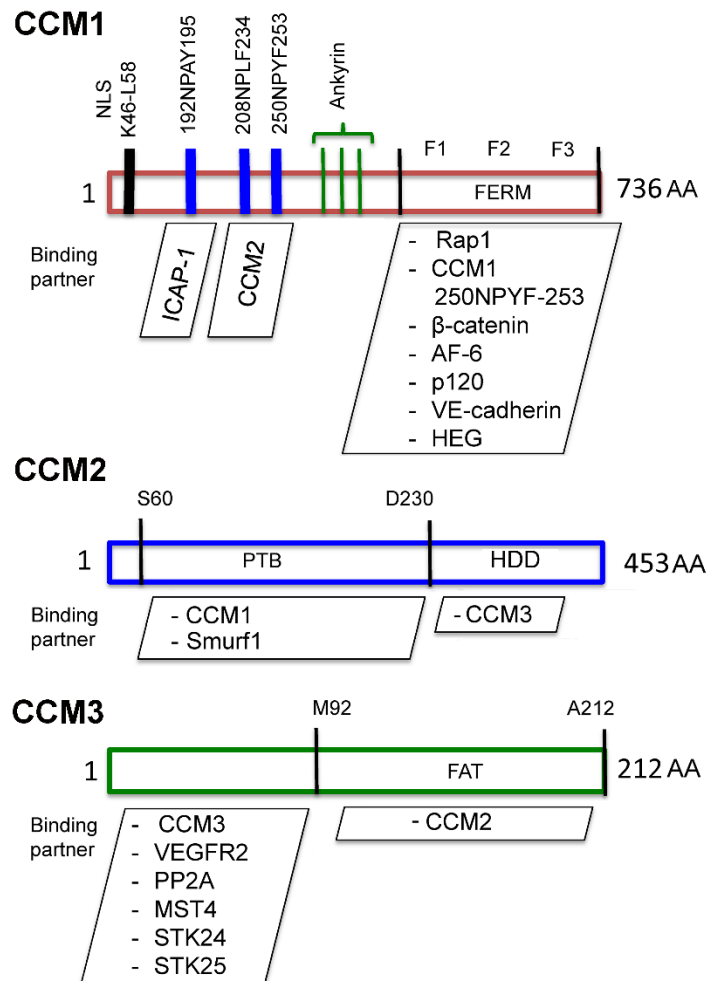 CCM1
NLS
K46-L58
192NPAY195
208NPLF234
250NPYF253
Ankyrin
F1 F2 F3
1 FERM 736 AA
Binding
partner
ICAP-1
CCM2
- Rap1
- CCM1
250NPYF-253
- β-catenin
- AF-6
- p120
- VE-cadherin
- HEG
CCM2
S60 D230
1 PTB HDD 453 AA
Binding
partner
- CCM1
- Smurf1
- CCM3
CCM3
M92 A212
1 FAT 212 AA
Binding
partner
- CCM3
- VEGFR2
- PP2A
- MST4
- STK24
- STK25
- CCM2